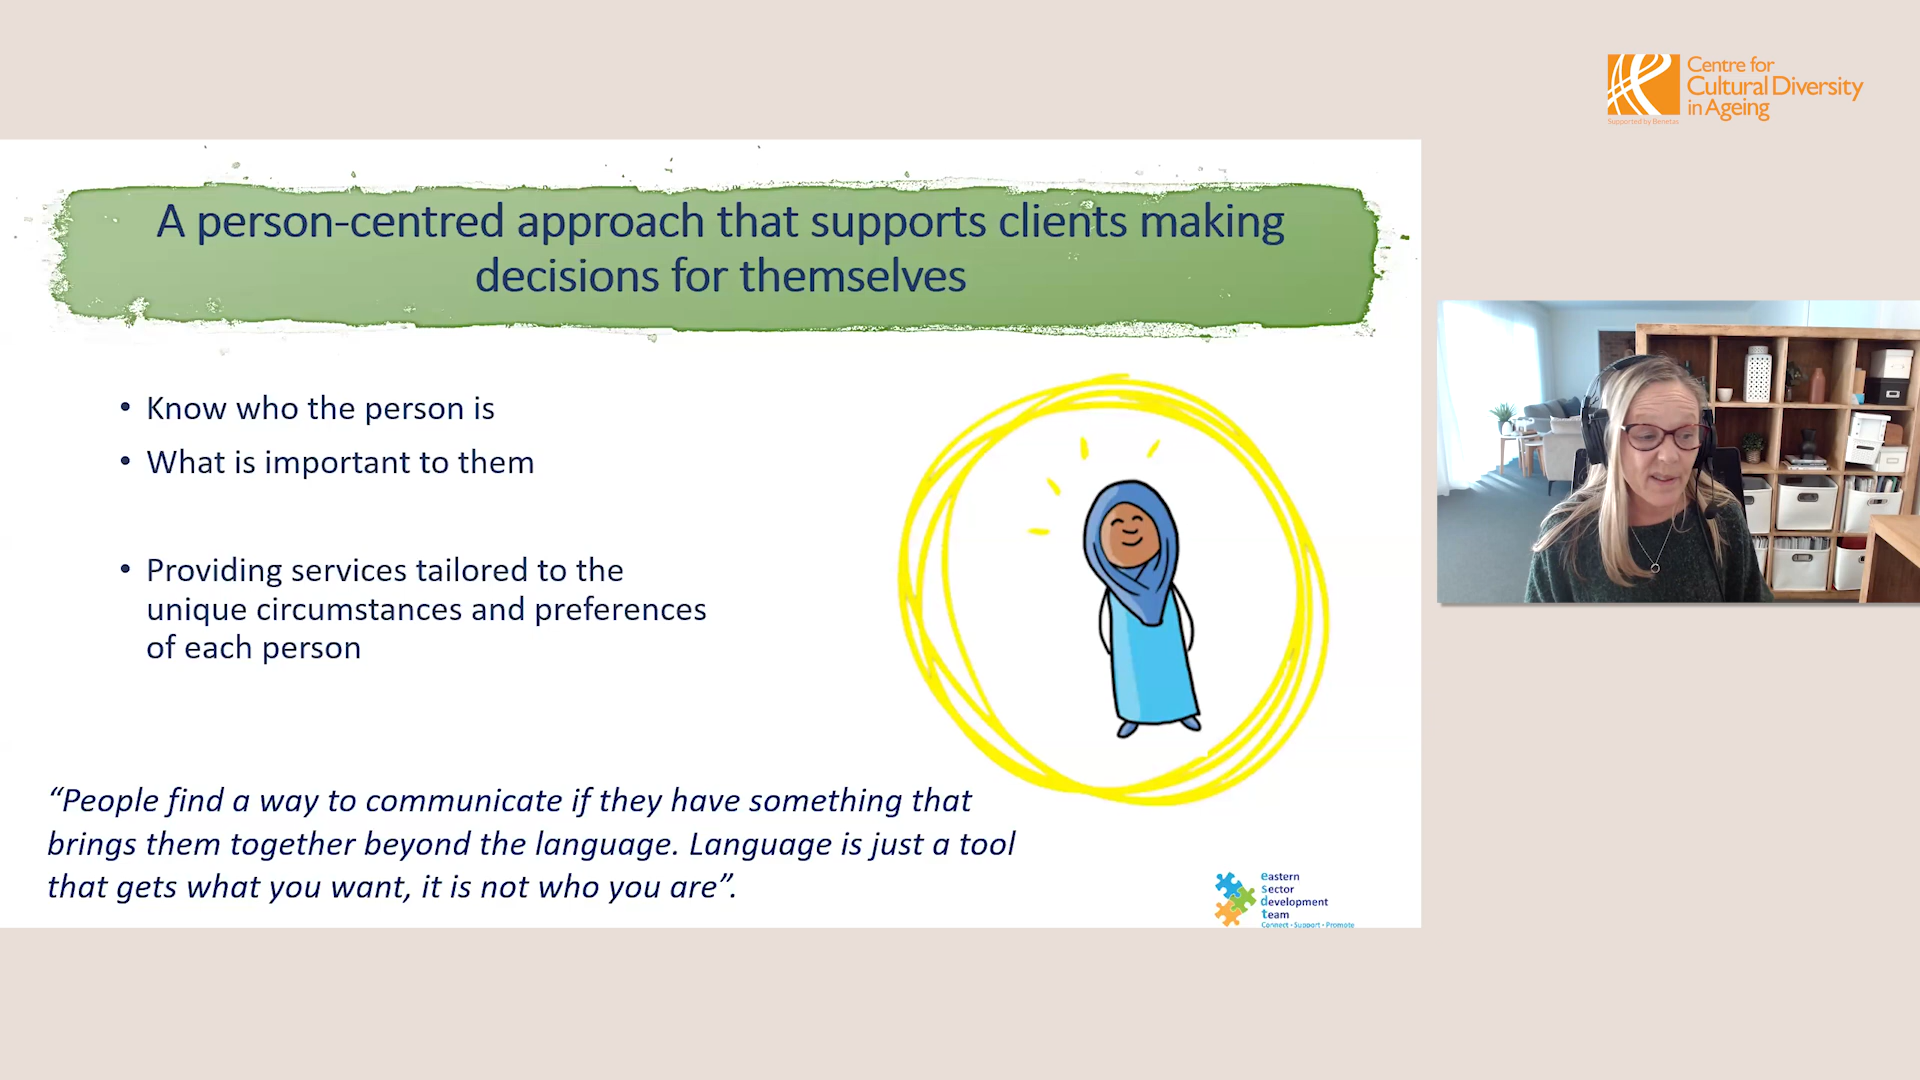 Centre for
Cultural Diversity
in Ageing
Supported by Benetas
A person-centred approach that supports clients making
decisions for themselves
• Know who the person is
• What is important to them
• Providing services tailored to the
unique circumstances and preferences
of each person
“People find a way to communicate if they have something that
brings them together beyond the language. Language is just a tool
that gets what you want, it is not who you are”.
eastern
Sector
development
team
Connect • Support • Promote